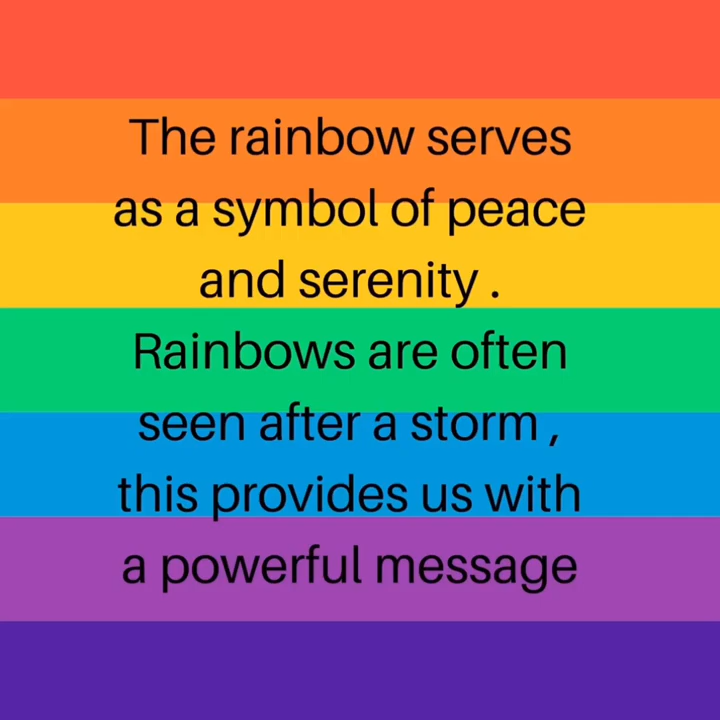 The rainbow serves
as a symbol of peace
and serenity .
Rainbows are often
seen after a storm ,
this provides us with
a powerful message